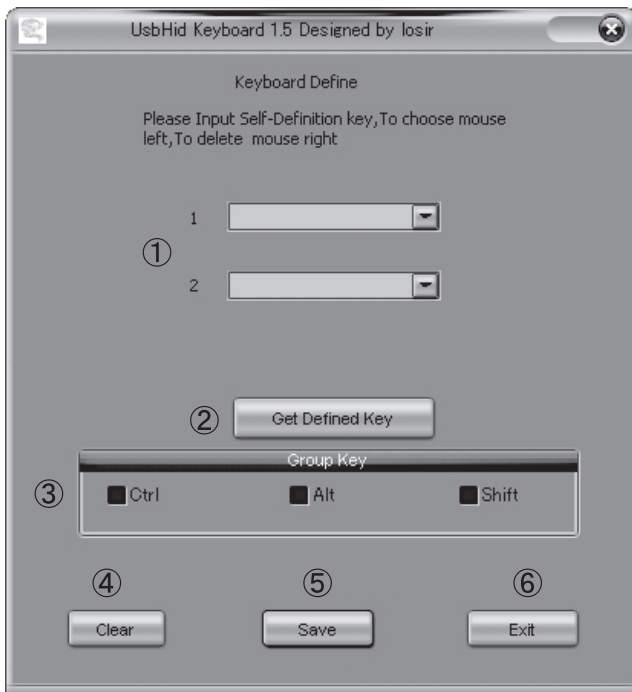 UsbHid Keyboard 1.5 Designed by losir
Keyboard Define
Please Input Self-Definition key,To choose mouse
left,To delete mouse right
1
①
2
② Get Defined Key
Group Key
③ Ctrl Alt Shift
④ ⑤ ⑥
Clear Save Exit